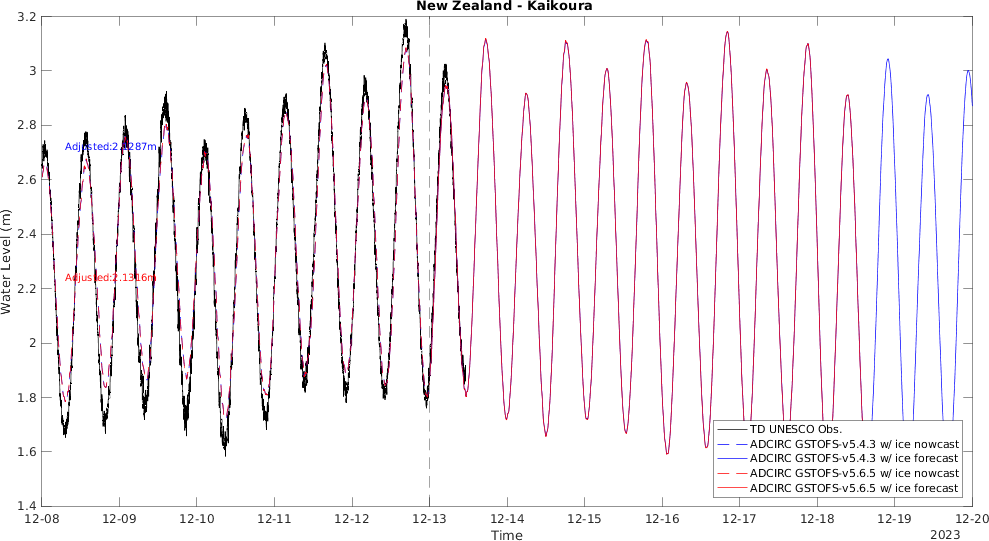 New Zealand - Kaikoura
Water Level (m)
3.2
3
2.8
2.6
2.4
2.2
2
1.8
1.6
1.4
Adjusted:2.1287m
Adjusted:2.1316m
TD UNESCO Obs.
ADCIRC GSTOFS-v5.4.3 w/ ice nowcast
ADCIRC GSTOFS-v5.4.3 w/ ice forecast
ADCIRC GSTOFS-v5.6.5 w/ ice nowcast
ADCIRC GSTOFS-v5.6.5 w/ ice forecast
12-08 12-09 12-10 12-11 12-12 12-13 12-14 12-15 12-16 12-17 12-18 12-19 12-20
Time
2023